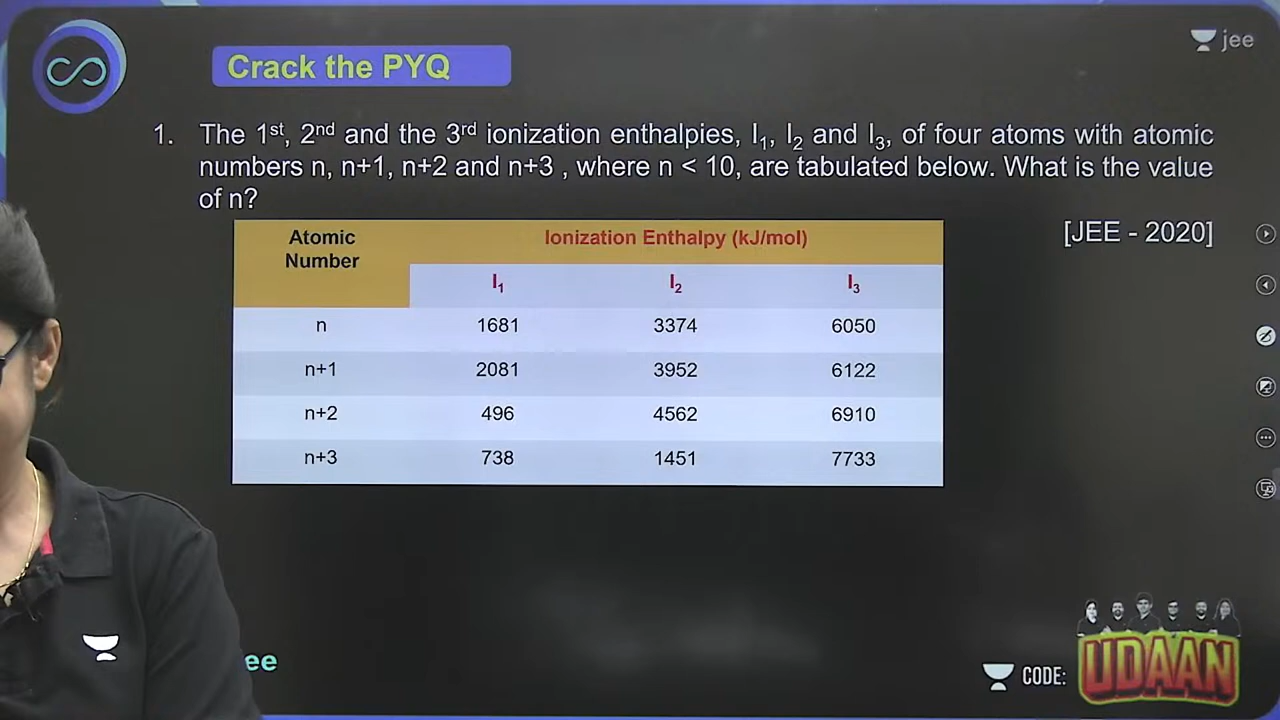 Crack the PYQ
jee
1. The 1st, 2nd and the 3rd ionization enthalpies, I1, I2 and I3, of four atoms with atomic
numbers n, n+1, n+2 and n+3 , where n < 10, are tabulated below. What is the value
of n?
[JEE - 2020]
Atomic Number Ionization Enthalpy (kJ/mol)
I1 I2 I3
n 1681 3374 6050
n+1 2081 3952 6122
n+2 496 4562 6910
n+3 738 1451 7733
ee
CODE:
UDAAN